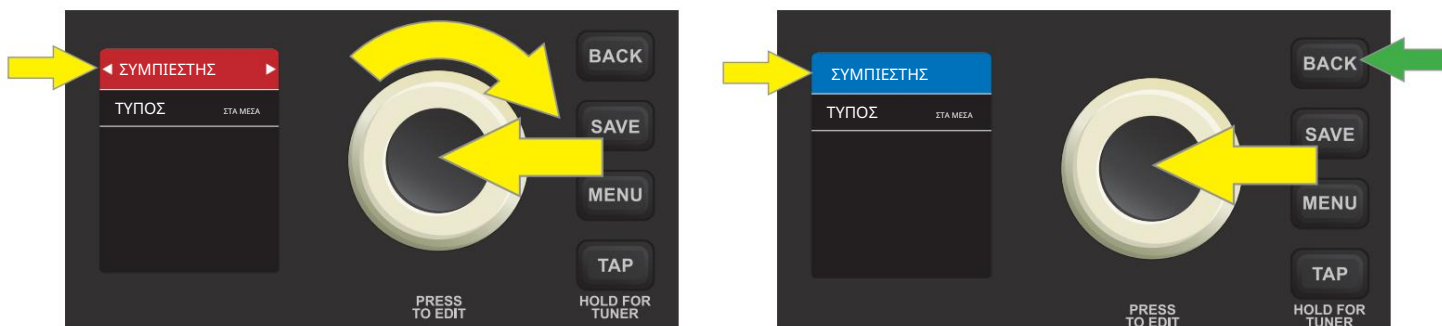 ΣΥΜΠΙΕΣΤΗΣ
ΤΥΠΟΣ ΣΤΑ ΜΕΣΑ
BACK
SAVE
MENU
TAP
PRESS
TO EDIT
HOLD FOR
TUNER
ΣΥΜΠΙΕΣΤΗΣ
ΤΥΠΟΣ ΣΤΑ ΜΕΣΑ
BACK
SAVE
MENU
TAP
PRESS
TO EDIT
HOLD FOR
TUNER